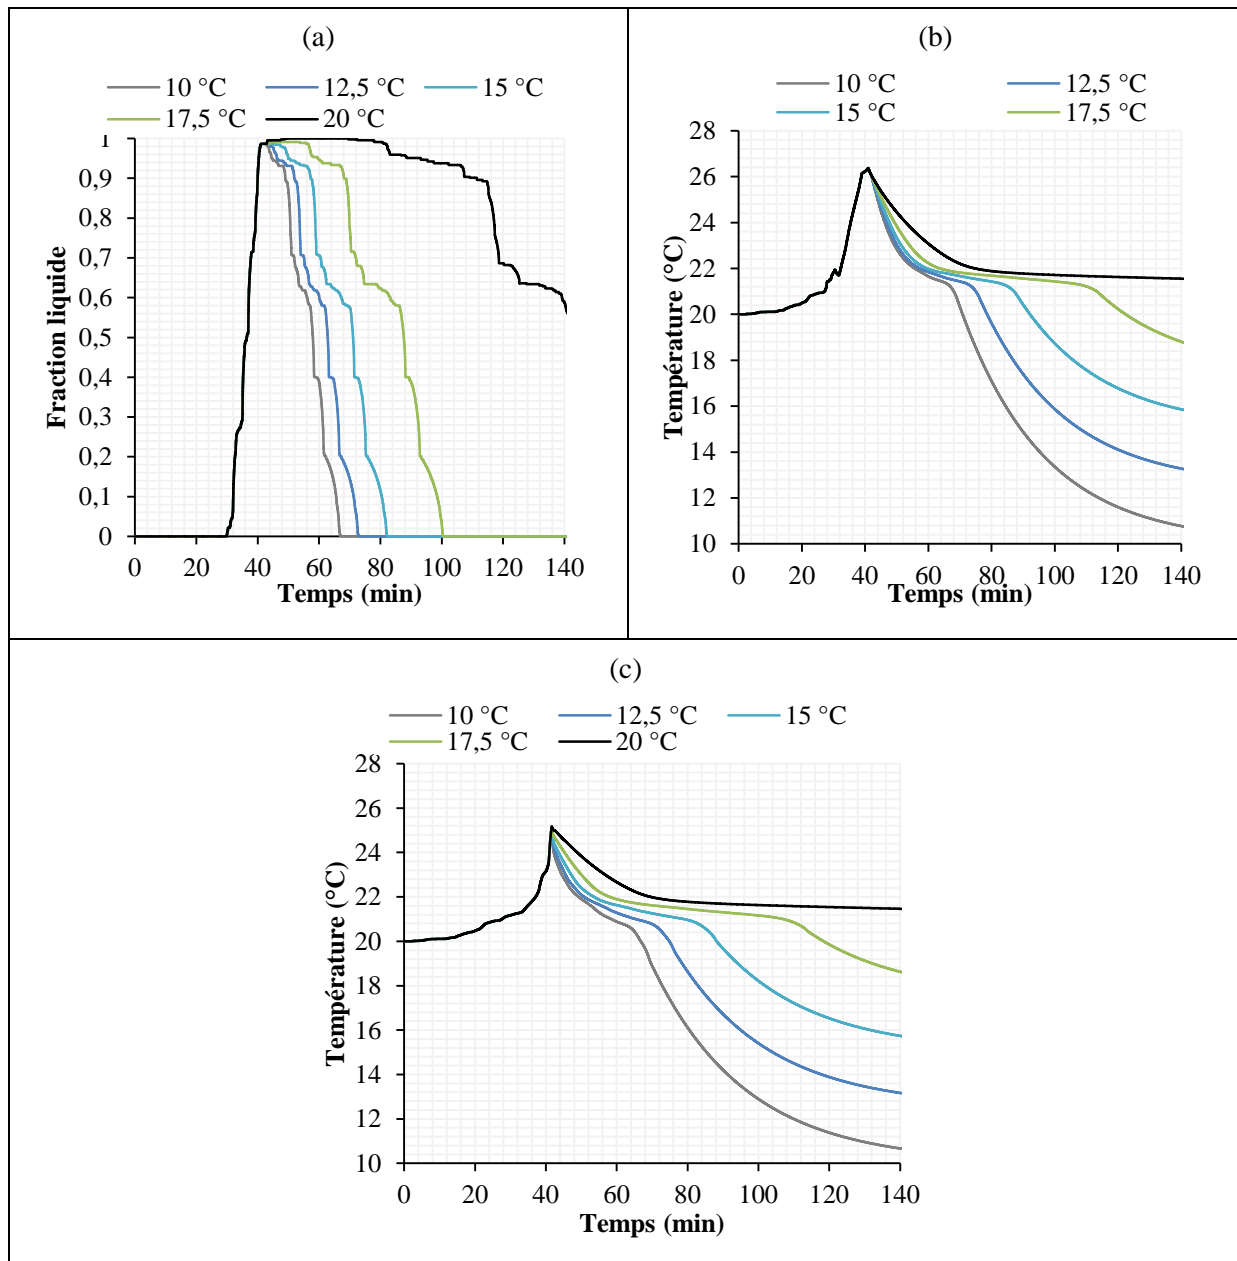 (a)
10 °C 12,5 °C 15 °C
17,5 °C 20 °C
1
0,9
0,8
0,7
0,6
0,5
0,4
0,3
0,2
0,1
0
Fraction liquide
0 20 40 60 80 100 120 140
Temps (min)
(b)
10 °C 12,5 °C
15 °C 17,5 °C
28
26
24
22
20
18
16
14
12
10
Température (°C)
0 20 40 60 80 100 120 140
Temps (min)
(c)
10 °C 12,5 °C 15 °C
17,5 °C 20 °C
28
26
24
22
20
18
16
14
12
10
Température (°C)
0 20 40 60 80 100 120 140
Temps (min)